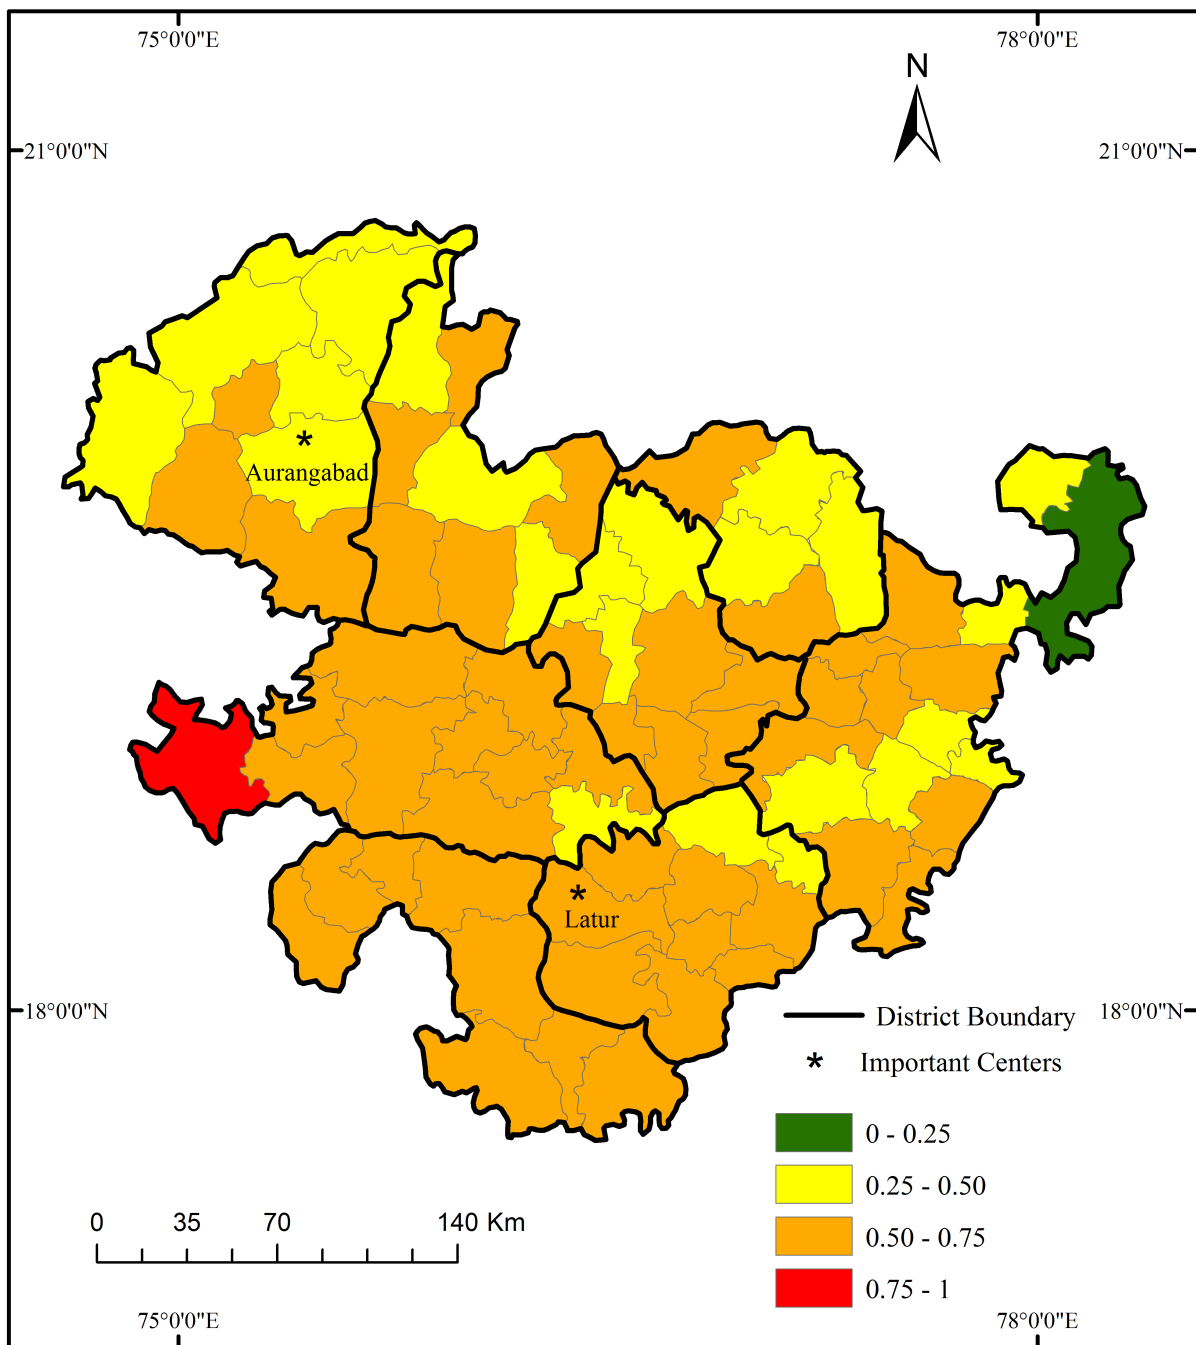 75°0'0"E 78°0'0"E
N
21°0'0"N 21°0'0"N
*
Aurangabad
*
Latur
18°0'0"N District Boundary 18°0'0"N
* Important Centers
0 - 0.25
0.25 - 0.50
0 35 70 140 Km
0.50 - 0.75
0.75 - 1
75°0'0"E 78°0'0"E